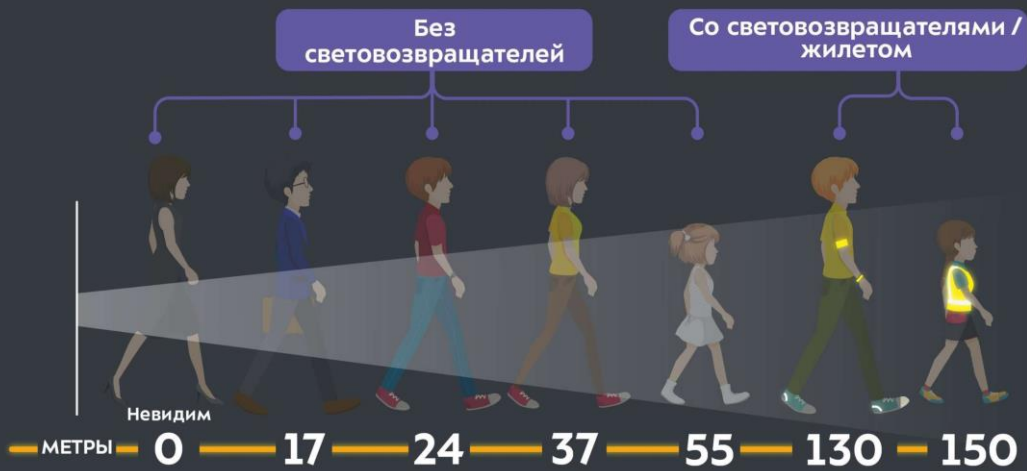 Без
световозвращателей
Со световозвращателями /
жилетом
Невидим
МЕТРЫ 0 17 24 37 55 130 150